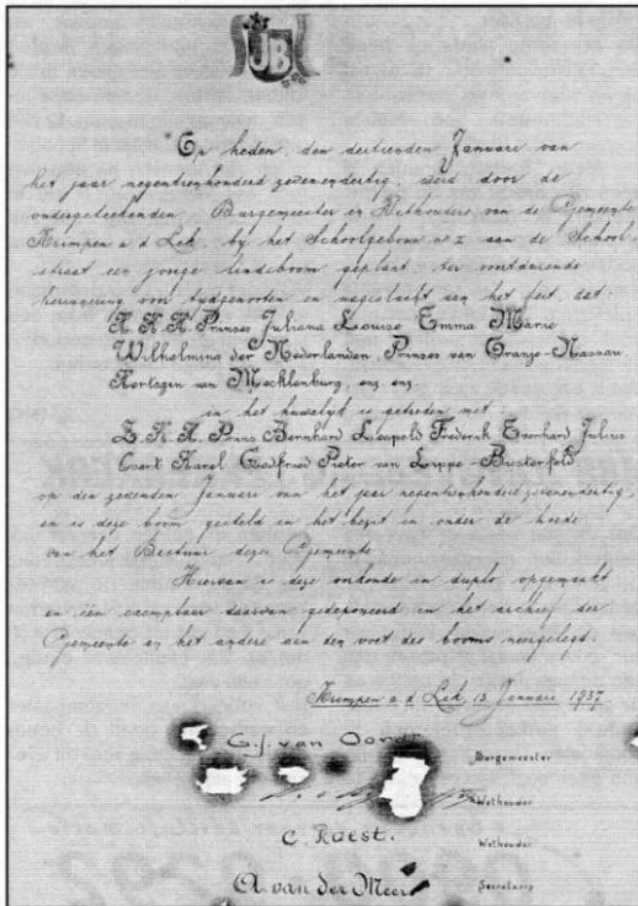 JB
Op heden, den dertienden Januari van
het jaar negentienhonderd zevenendertig, werd door de
ondergeteekenden, Burgemeester en Wethouders van de Gemeente
Krimpen a d Lek, bij het Schoolgebouw no 2 aan de School-
straat een jonge lindeboom geplant, ter voortdurende
herinnering voor tijdgenooten en nageslacht aan het feit, dat:
H. K. H. Prinses Juliana Louise Emma Marie
Wilhelmina der Nederlanden, Prinses van Oranje-Nassau
Hertogin van Mecklenburg, enz enz
in het huwelijk is getreden met:
Z. K. H. Prins Bernhard Leopold Frederik Everhard Julius
Coert Karel Godfried Pieter van Lippe-Biesterfeld
op den zevenden Januari van het jaar negentienhonderdzevenendertig,
en is deze boom gesteld in het bezit en onder de hoede
van het Bestuur dezer Gemeente
Hiervan is deze oorkonde in duplo opgemaakt
en één exemplaar daarvan gedeponeerd in het archief der
Gemeente en het andere aan den voet des booms neergelegd.
Krimpen a d Lek, 13 Januari 1937
G.J. van Oordt
Burgemeester
Wethouder
C. Roest.
Wethouder
A. van der Meer
Secretaris